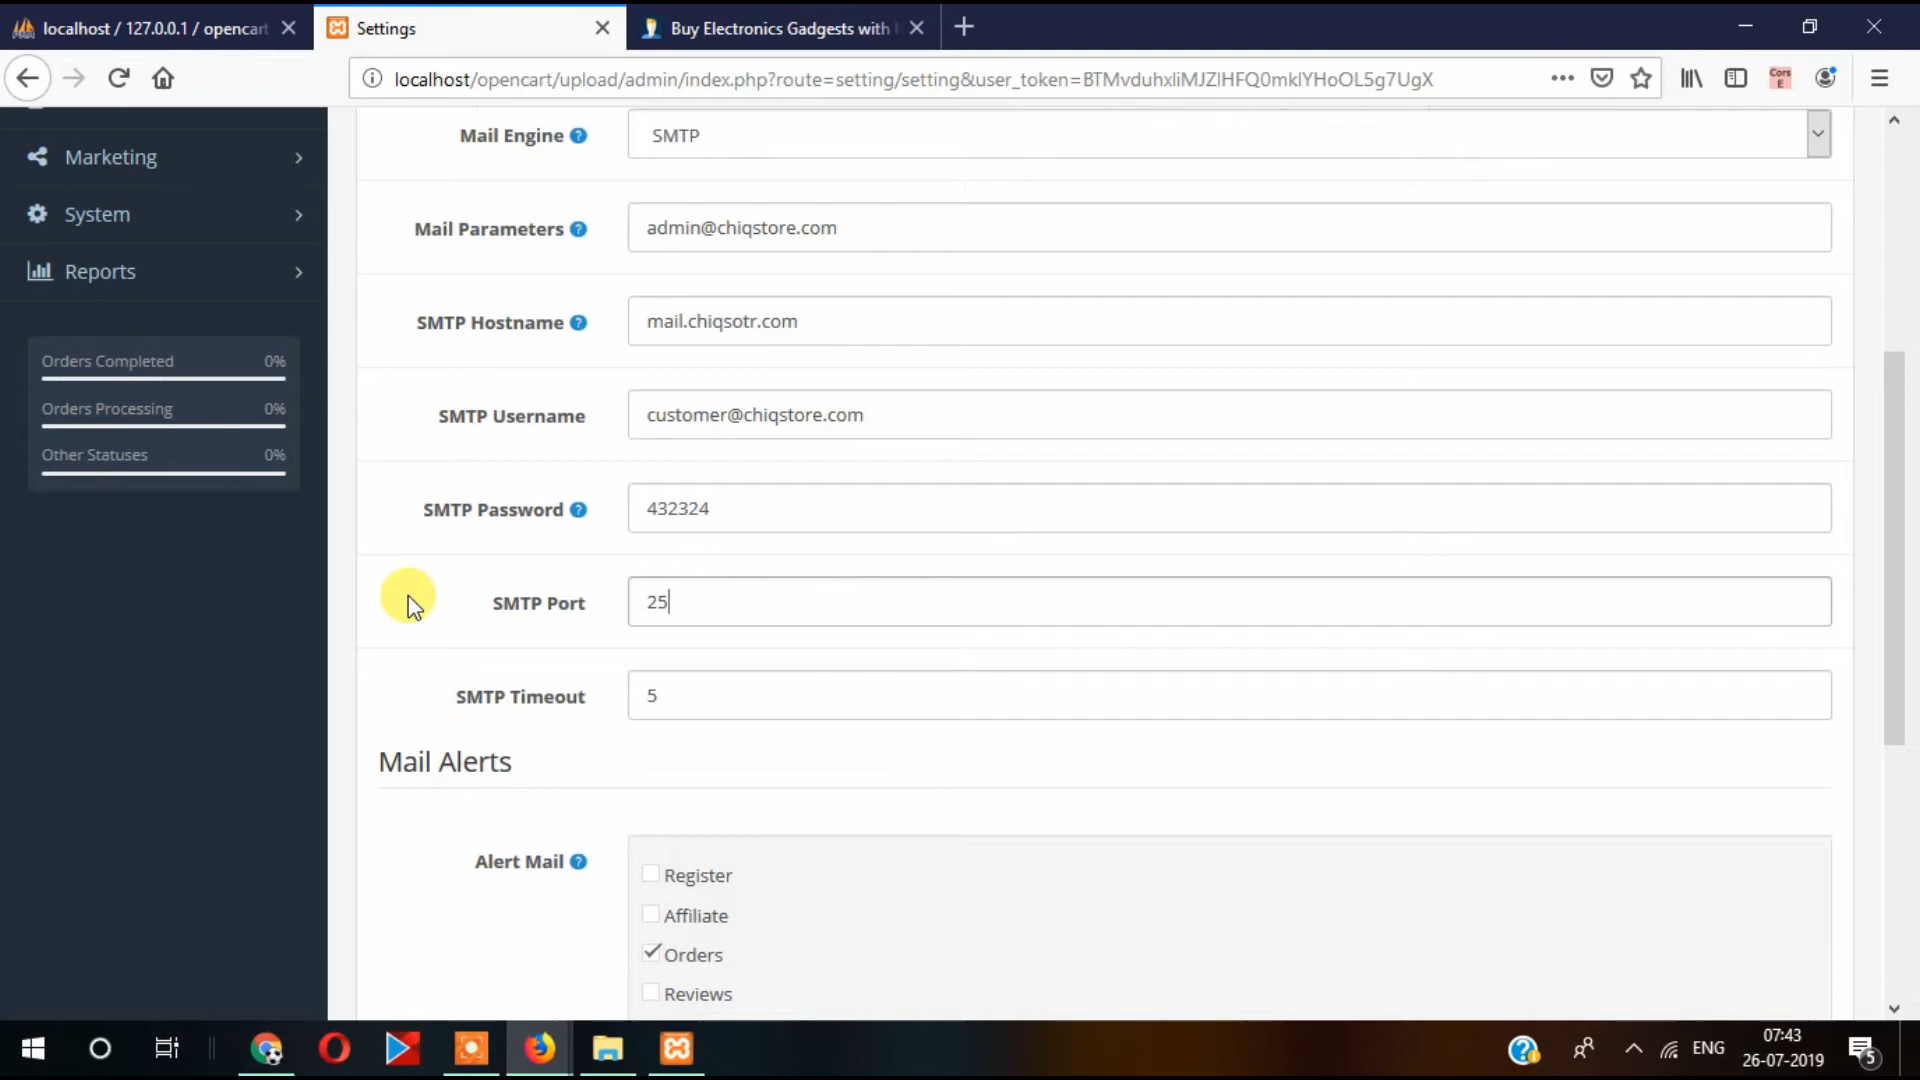 localhost / 127.0.0.1 / opencart
Settings
Buy Electronics Gadgests with
localhost/opencart/upload/admin/index.php?route=setting/setting&user_token=BTMvduhxliMJZlHFQ0mklYHoOL5g7UgX
Cors
E
Marketing
System
Reports
Orders Completed 0%
Orders Processing 0%
Other Statuses 0%
Mail Engine ? SMTP
Mail Parameters ? admin@chiqstore.com
SMTP Hostname ? mail.chiqsotr.com
SMTP Username customer@chiqstore.com
SMTP Password ? 432324
SMTP Port 25
SMTP Timeout 5
Mail Alerts
Alert Mail ?
Register
Affiliate
Orders
Reviews
ENG
07:43
26-07-2019
5